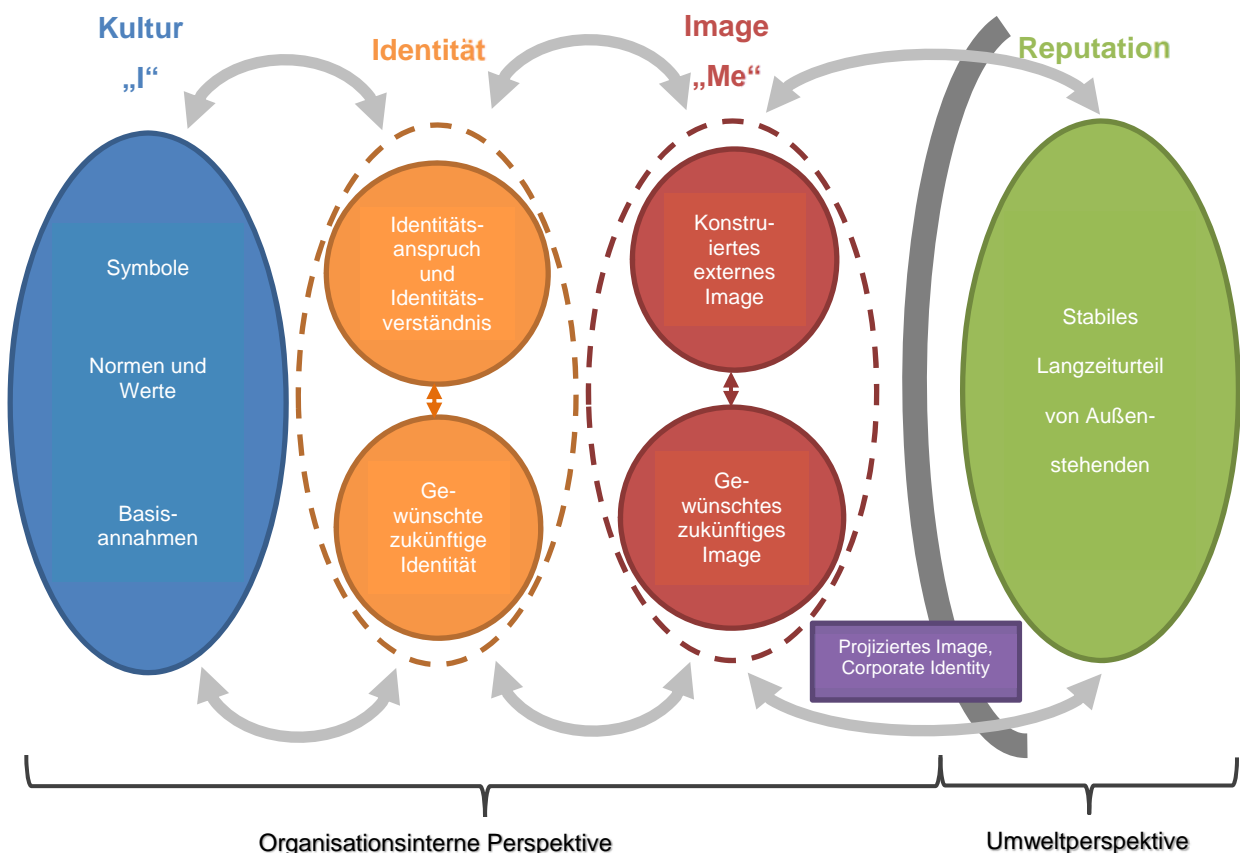 Kultur
„I“
Identität
Image
„Me“
Reputation
Symbole
Normen und
Werte
Basis-
annahmen
Identitäts-
anspruch
und
Identitäts-
verständnis
Ge-
wünschte
zukünftige
Identität
Konstru-
iertes
externes
Image
Ge-
wünschtes
zukünftiges
Image
Stabiles
Langzeiturteil
von Außen-
stehenden
Projiziertes Image,
Corporate Identity
Organisationsinterne Perspektive
Umweltperspektive